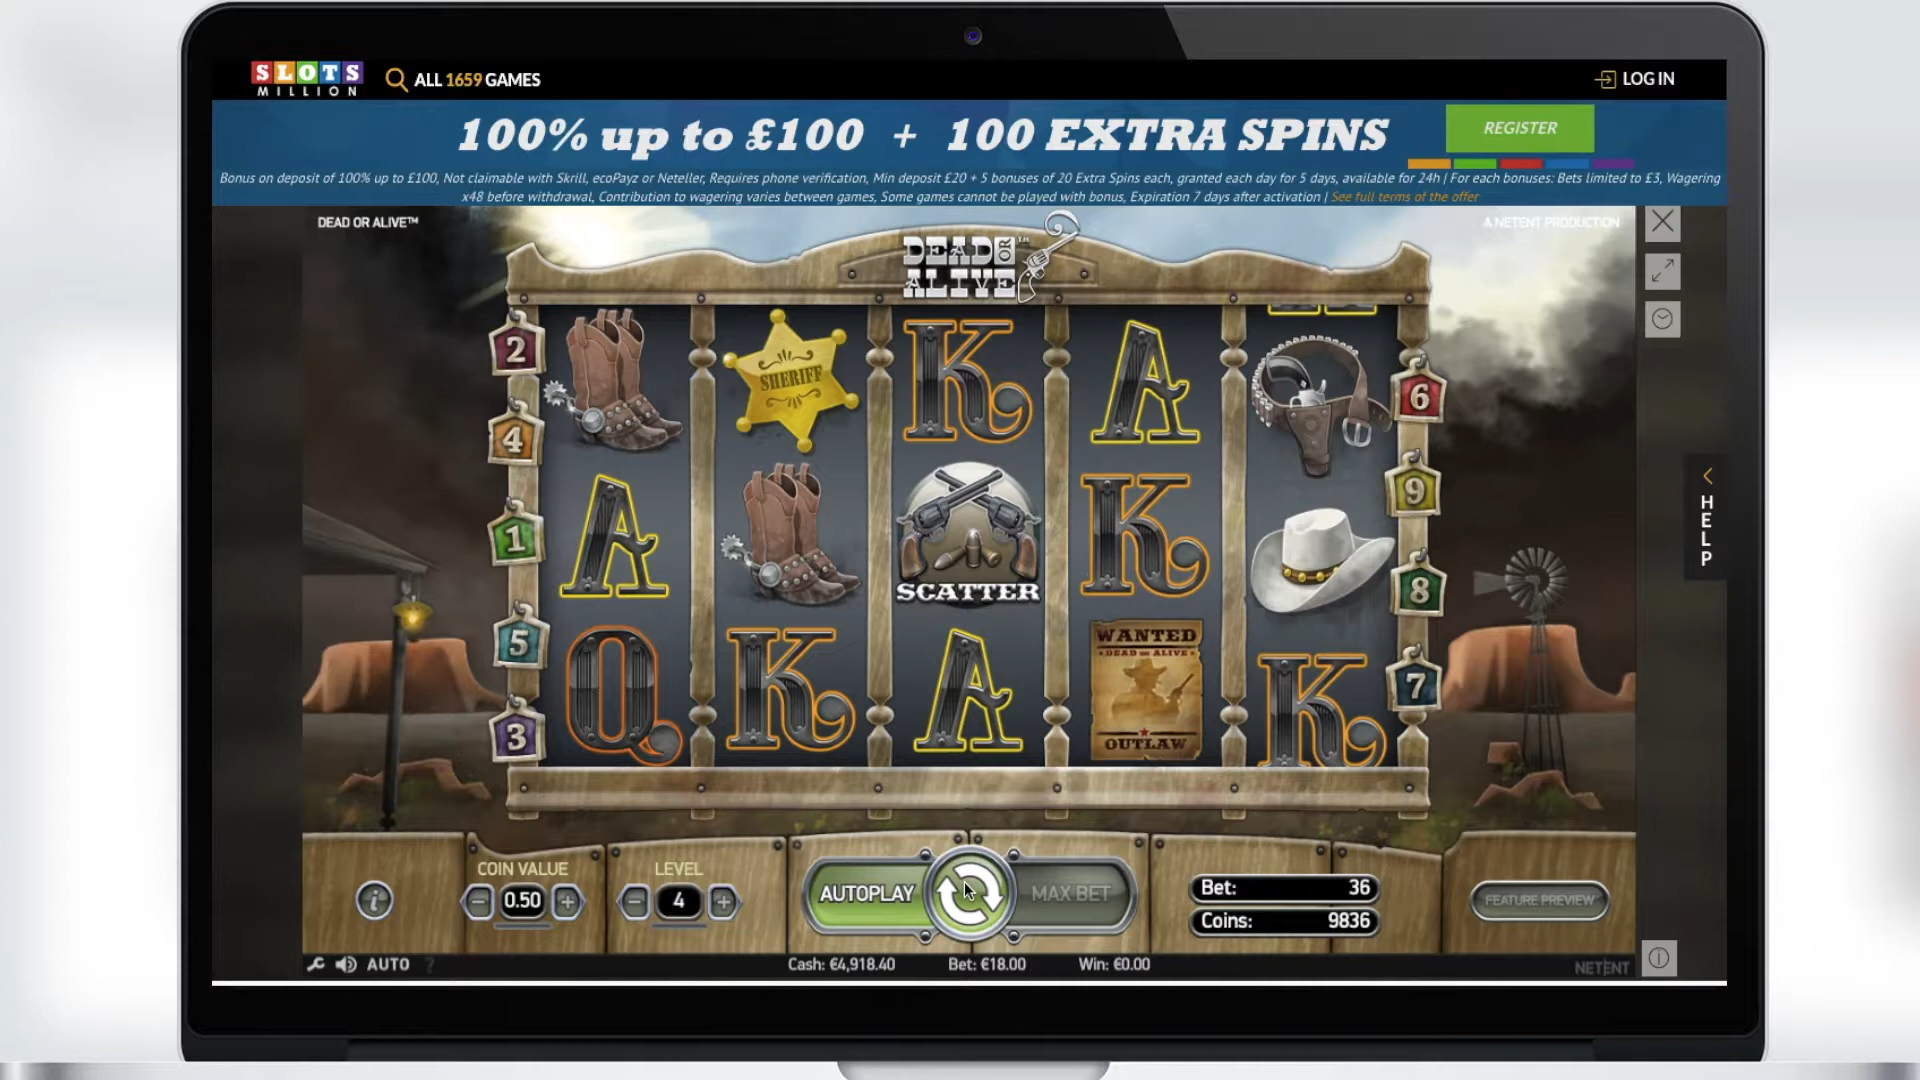 SLOTS
MILLION
ALL 1659 GAMES
LOG IN
100% up to £100 + 100 EXTRA SPINS
REGISTER
Bonus on deposit of 100% up to £100, Not claimable with Skrill, ecoPayz or Neteller, Requires phone verification, Min deposit £20 + 5 bonuses of 20 Extra Spins each, granted each day for 5 days, available for 24h | For each bonuses: Bets limited to £3, Wagering
x48 before withdrawal, Contribution to wagering varies between games, Some games cannot be played with bonus, Expiration 7 days after activation | See full terms of the offer
DEAD OR ALIVE™
A NETENT PRODUCTION
DEAD OR
ALIVE™
2
SHERIFF
K
A
6
4
9
HELP
1
A
SCATTER
K
8
5
Q
K
A
WANTED
DEAD OR ALIVE
OUTLAW
K
7
3
COIN VALUE
0.50
LEVEL
4
AUTOPLAY
MAX BET
Bet: 36
Coins: 9836
FEATURE PREVIEW
AUTO ?
Cash: €4,918.40
Bet: €18.00
Win: €0.00
NETENT